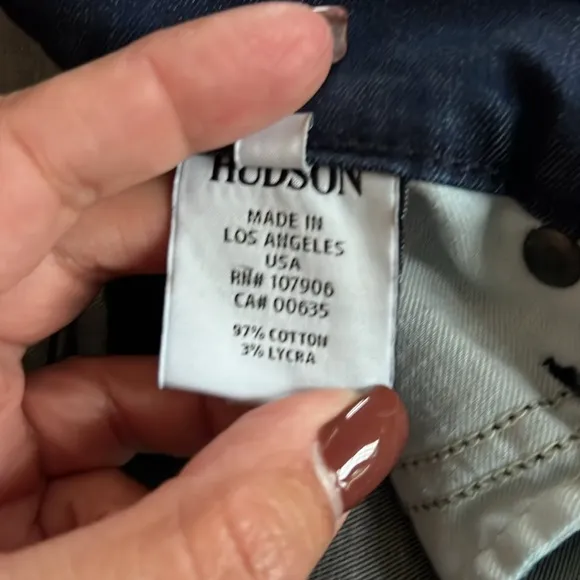 HUDSON
MADE IN
LOS ANGELES
USA
RN# 107906
CA# 00635
97% COTTON
3% LYCRA